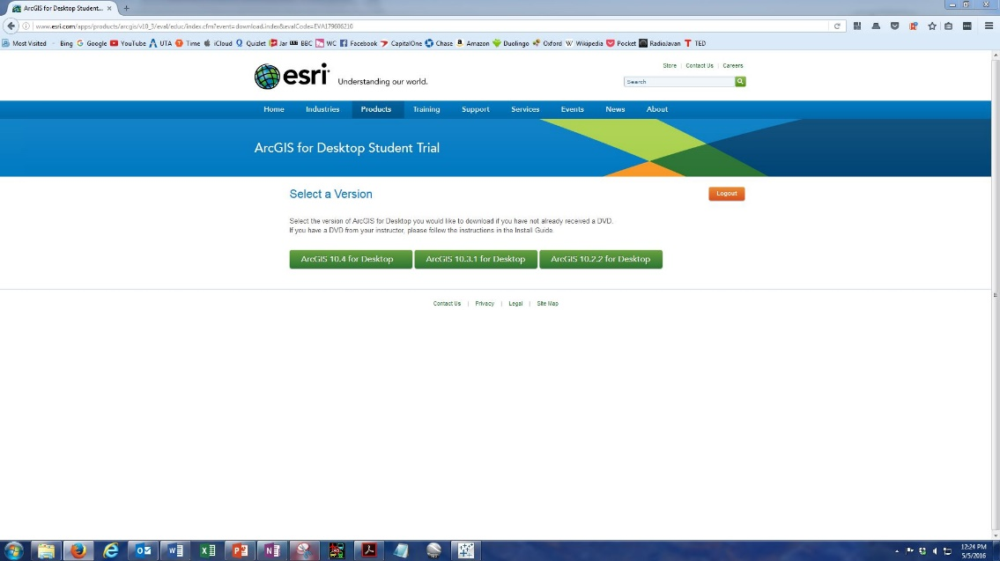 ArcGIS for Desktop Student...
www.esri.com/apps/products/arcgis/v10_3/eval/educ/index.cfm?event=download.index&evalCode=EVA179606210
Most Visited Bing Google YouTube UTA Time iCloud Quizlet Jar BBC WC Facebook CapitalOne Chase Amazon Duolingo Oxford Wikipedia Pocket RadioJavan TED
Store | Contact Us | Careers
esri Understanding our world.
Search
Home Industries Products Training Support Services Events News About
ArcGIS for Desktop Student Trial
Select a Version
Logout
Select the version of ArcGIS for Desktop you would like to download if you have not already received a DVD.
If you have a DVD from your instructor, please follow the instructions in the Install Guide.
ArcGIS 10.4 for Desktop ArcGIS 10.3.1 for Desktop ArcGIS 10.2.2 for Desktop
Contact Us | Privacy | Legal | Site Map
12:24 PM
5/5/2016